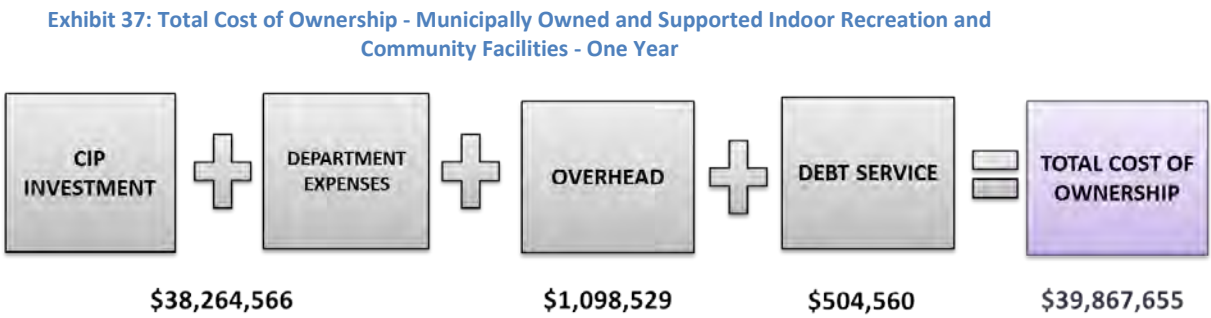 Exhibit 37: Total Cost of Ownership - Municipally Owned and Supported Indoor Recreation and
Community Facilities - One Year
CIP
INVESTMENT
DEPARTMENT
EXPENSES
OVERHEAD
DEBT SERVICE
TOTAL COST OF
OWNERSHIP
$38,264,566
$1,098,529
$504,560
$39,867,655